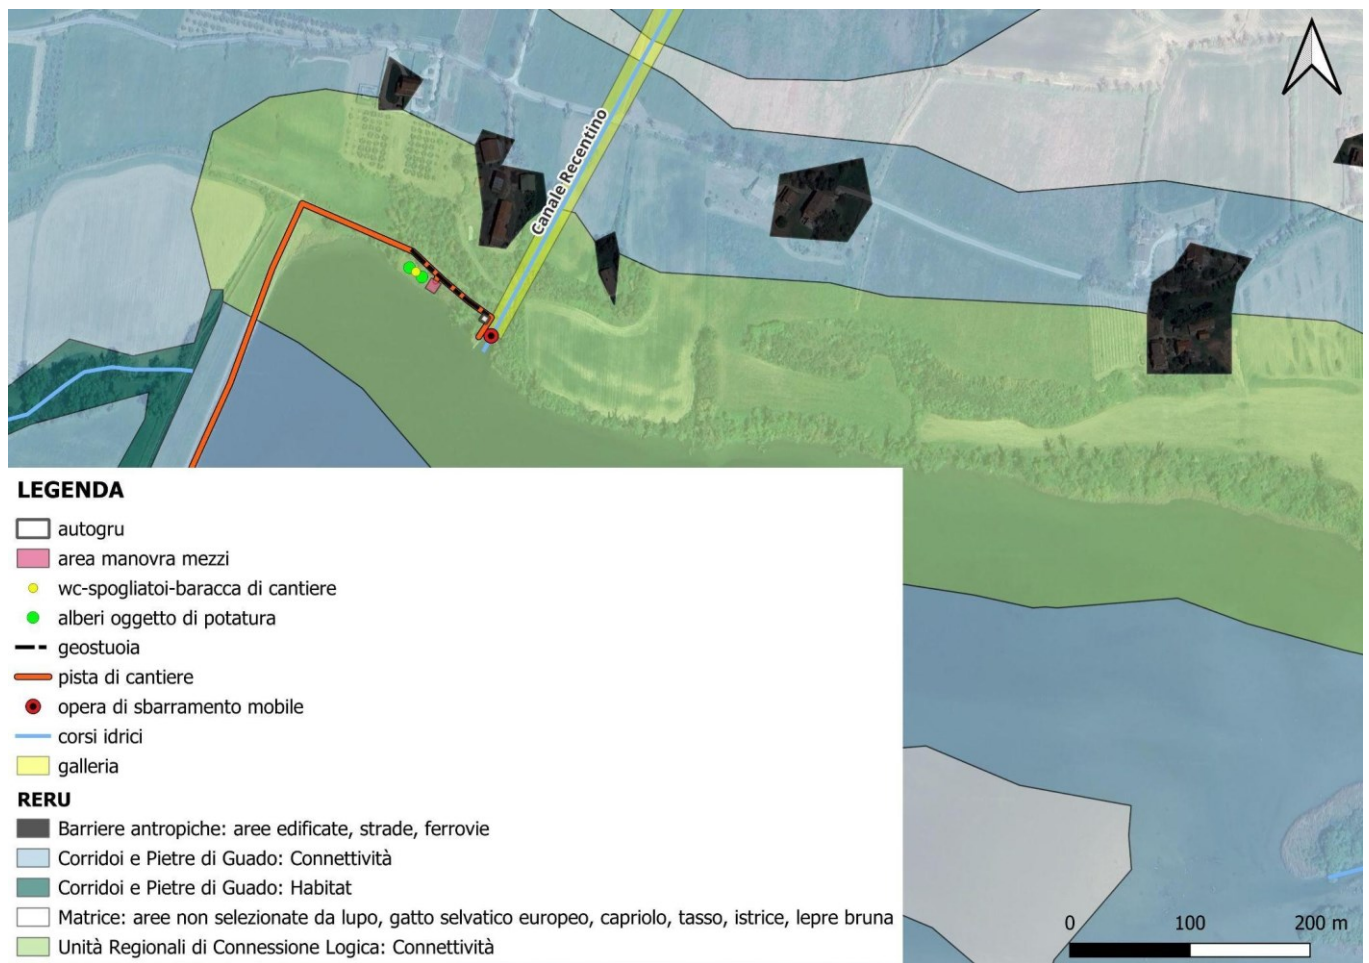 Canale Recentino
LEGENDA
autogru
area manovra mezzi
wc-spogliatoi-baracca di cantiere
alberi oggetto di potatura
geostuoia
pista di cantiere
opera di sbarramento mobile
corsi idrici
galleria
RERU
Barriere antropiche: aree edificate, strade, ferrovie
Corridoi e Pietre di Guado: Connettività
Corridoi e Pietre di Guado: Habitat
Matrice: aree non selezionate da lupo, gatto selvatico europeo, capriolo, tasso, istrice, lepre bruna
Unità Regionali di Connessione Logica: Connettività
0 100 200 m